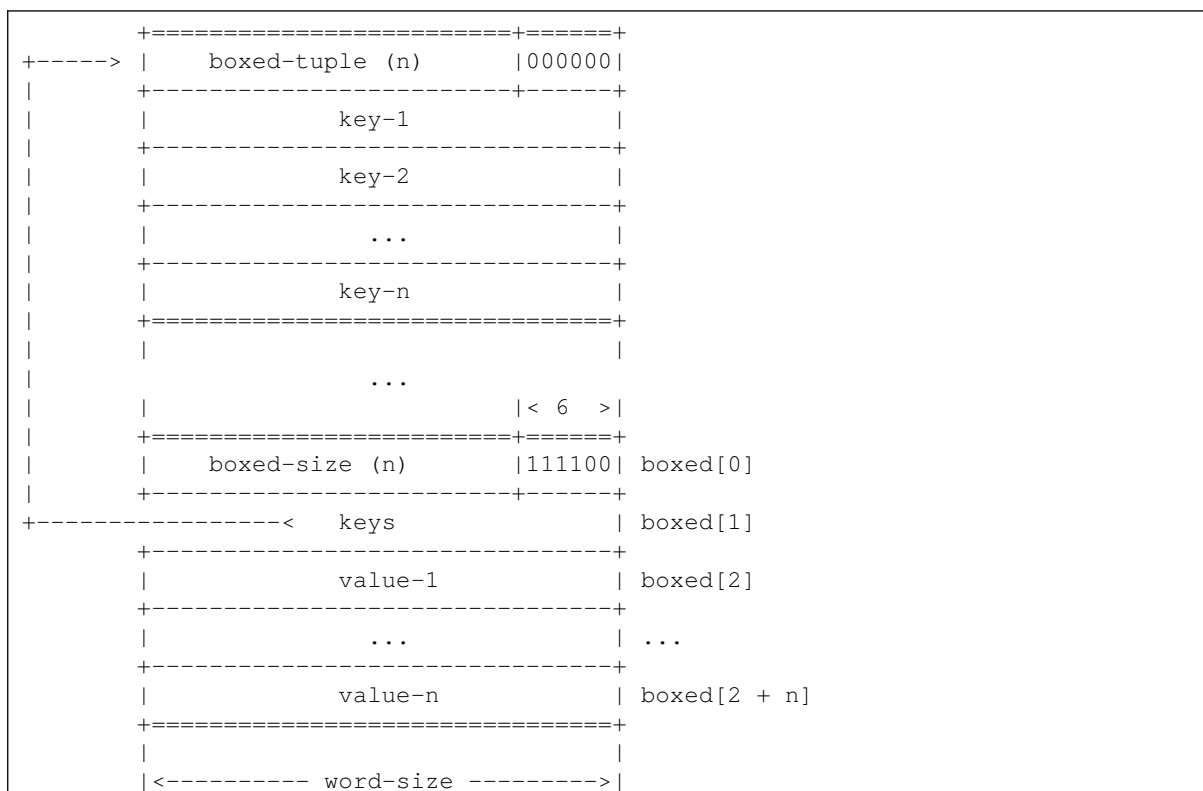 +=========================+======+
+-----> |    boxed-tuple (n)      |000000|
|       +-------------------------+------+
|       |             key-1              |
|       +--------------------------------+
|       |             key-2              |
|       +--------------------------------+
|       |               ...              |
|       +--------------------------------+
|       |             key-n              |
|       +================================+
|       |                                |
|                       ...
|       |                         |< 6  >|
|       +=========================+======+
|       |    boxed-size (n)       |111100| boxed[0]
|       +-------------------------+------+
+-----------------<   keys               | boxed[1]
        +--------------------------------+
        |             value-1            | boxed[2]
        +--------------------------------+
        |               ...              | ...
        +--------------------------------+
        |             value-n            | boxed[2 + n]
        +================================+
        |                                |
        |<---------- word-size --------->|